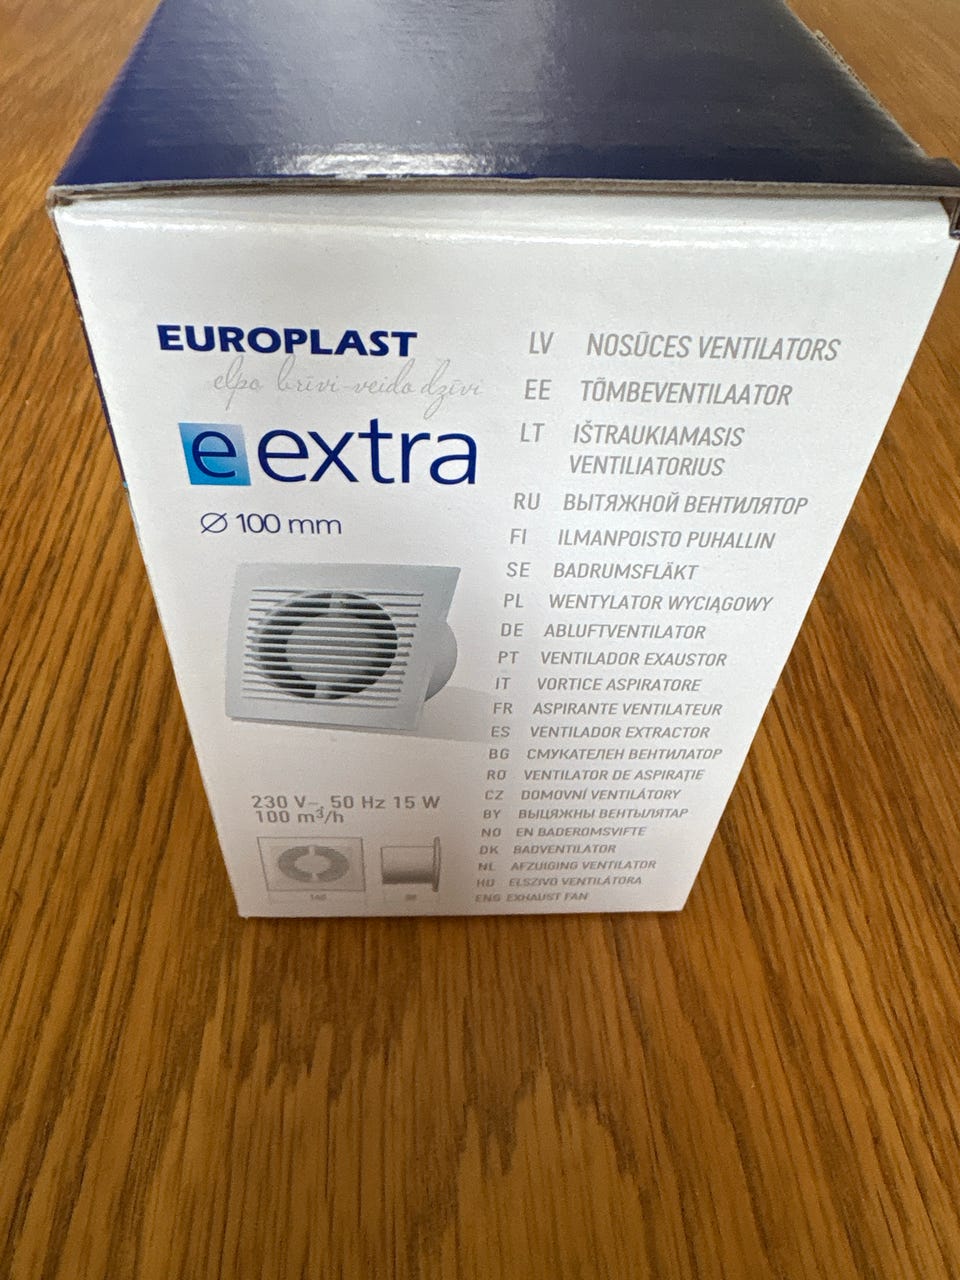 EUROPLAST
elpo brīvi-veido dzīvi
e extra
Ø 100 mm
230 V~, 50 Hz 15 W
100 m³/h
LV NOSŪCES VENTILATORS
EE TÕMBEVENTILAATOR
LT IŠTRAUKIAMASIS
VENTILIATORIUS
RU ВЫТЯЖНОЙ ВЕНТИЛЯТОР
FI ILMANPOISTO PUHALLIN
SE BADRUMSFLÄKT
PL WENTYLATOR WYCIĄGOWY
DE ABLUFTVENTILATOR
PT VENTILADOR EXAUSTOR
IT VORTICE ASPIRATORE
FR ASPIRANTE VENTILATEUR
ES VENTILADOR EXTRACTOR
BG СМУКАТЕЛЕН ВЕНТИЛАТОР
RO VENTILATOR DE ASPIRAŢIE
CZ DOMOVNÍ VENTILÁTORY
BY ВЫЦЯЖНЫ ВЕНТЫЛЯТАР
NO EN BADEROMSVIFTE
DK BADVENTILATOR
NL AFZUIGING VENTILATOR
HU ELSZIVO VENTILÁTORA
ENG EXHAUST FAN